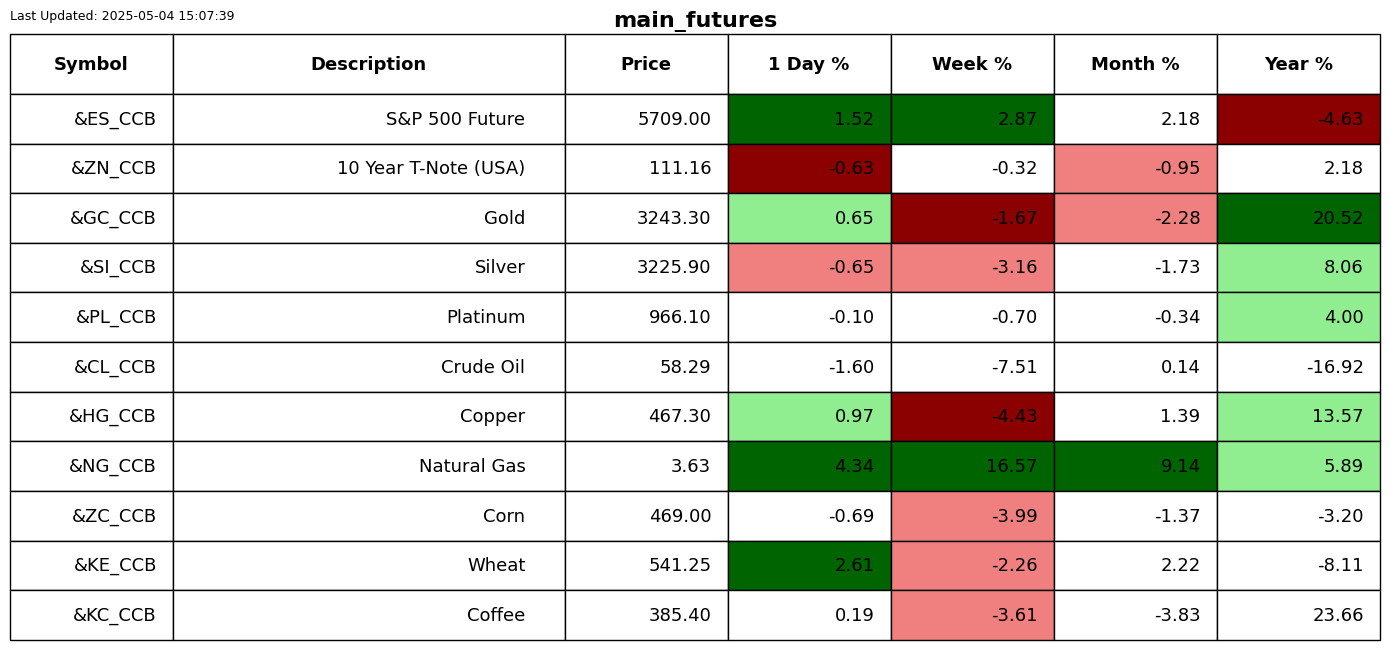 Last Updated: 2025-05-04 15:07:39
main_futures
Symbol Description Price 1 Day % Week % Month % Year %
&ES_CCB S&P 500 Future 5709.00 1.52 2.87 2.18 -4.63
&ZN_CCB 10 Year T-Note (USA) 111.16 -0.63 -0.32 -0.95 2.18
&GC_CCB Gold 3243.30 0.65 -1.67 -2.28 20.52
&SI_CCB Silver 3225.90 -0.65 -3.16 -1.73 8.06
&PL_CCB Platinum 966.10 -0.10 -0.70 -0.34 4.00
&CL_CCB Crude Oil 58.29 -1.60 -7.51 0.14 -16.92
&HG_CCB Copper 467.30 0.97 -4.43 1.39 13.57
&NG_CCB Natural Gas 3.63 4.34 16.57 9.14 5.89
&ZC_CCB Corn 469.00 -0.69 -3.99 -1.37 -3.20
&KE_CCB Wheat 541.25 2.61 -2.26 2.22 -8.11
&KC_CCB Coffee 385.40 0.19 -3.61 -3.83 23.66